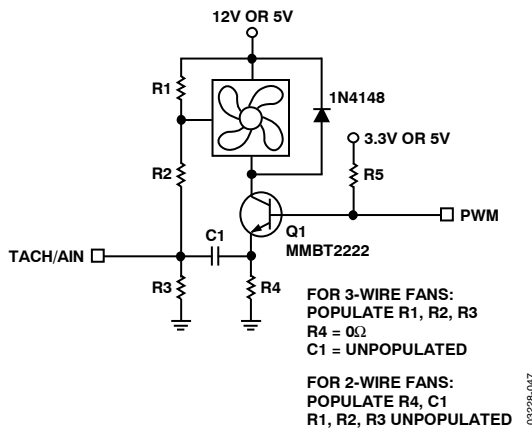 12V OR 5V
R1
1N4148
3.3V OR 5V
R2
R5
PWM
Q1
MMBT2222
C1
TACH/AIN
R3
R4
FOR 3-WIRE FANS:
POPULATE R1, R2, R3
R4 = 0Ω
C1 = UNPOPULATED
FOR 2-WIRE FANS:
POPULATE R4, C1
R1, R2, R3 UNPOPULATED
03228-047